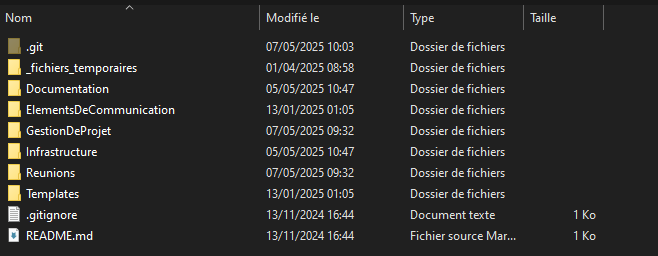 Nom Modifié le Type Taille
.git 07/05/2025 10:03 Dossier de fichiers
_fichiers_temporaires 01/04/2025 08:58 Dossier de fichiers
Documentation 05/05/2025 10:47 Dossier de fichiers
ElementsDeCommunication 13/01/2025 01:05 Dossier de fichiers
GestionDeProjet 07/05/2025 09:32 Dossier de fichiers
Infrastructure 05/05/2025 10:47 Dossier de fichiers
Reunions 07/05/2025 09:32 Dossier de fichiers
Templates 13/01/2025 01:05 Dossier de fichiers
.gitignore 13/11/2024 16:44 Document texte 1 Ko
README.md 13/11/2024 16:44 Fichier source Mar... 1 Ko